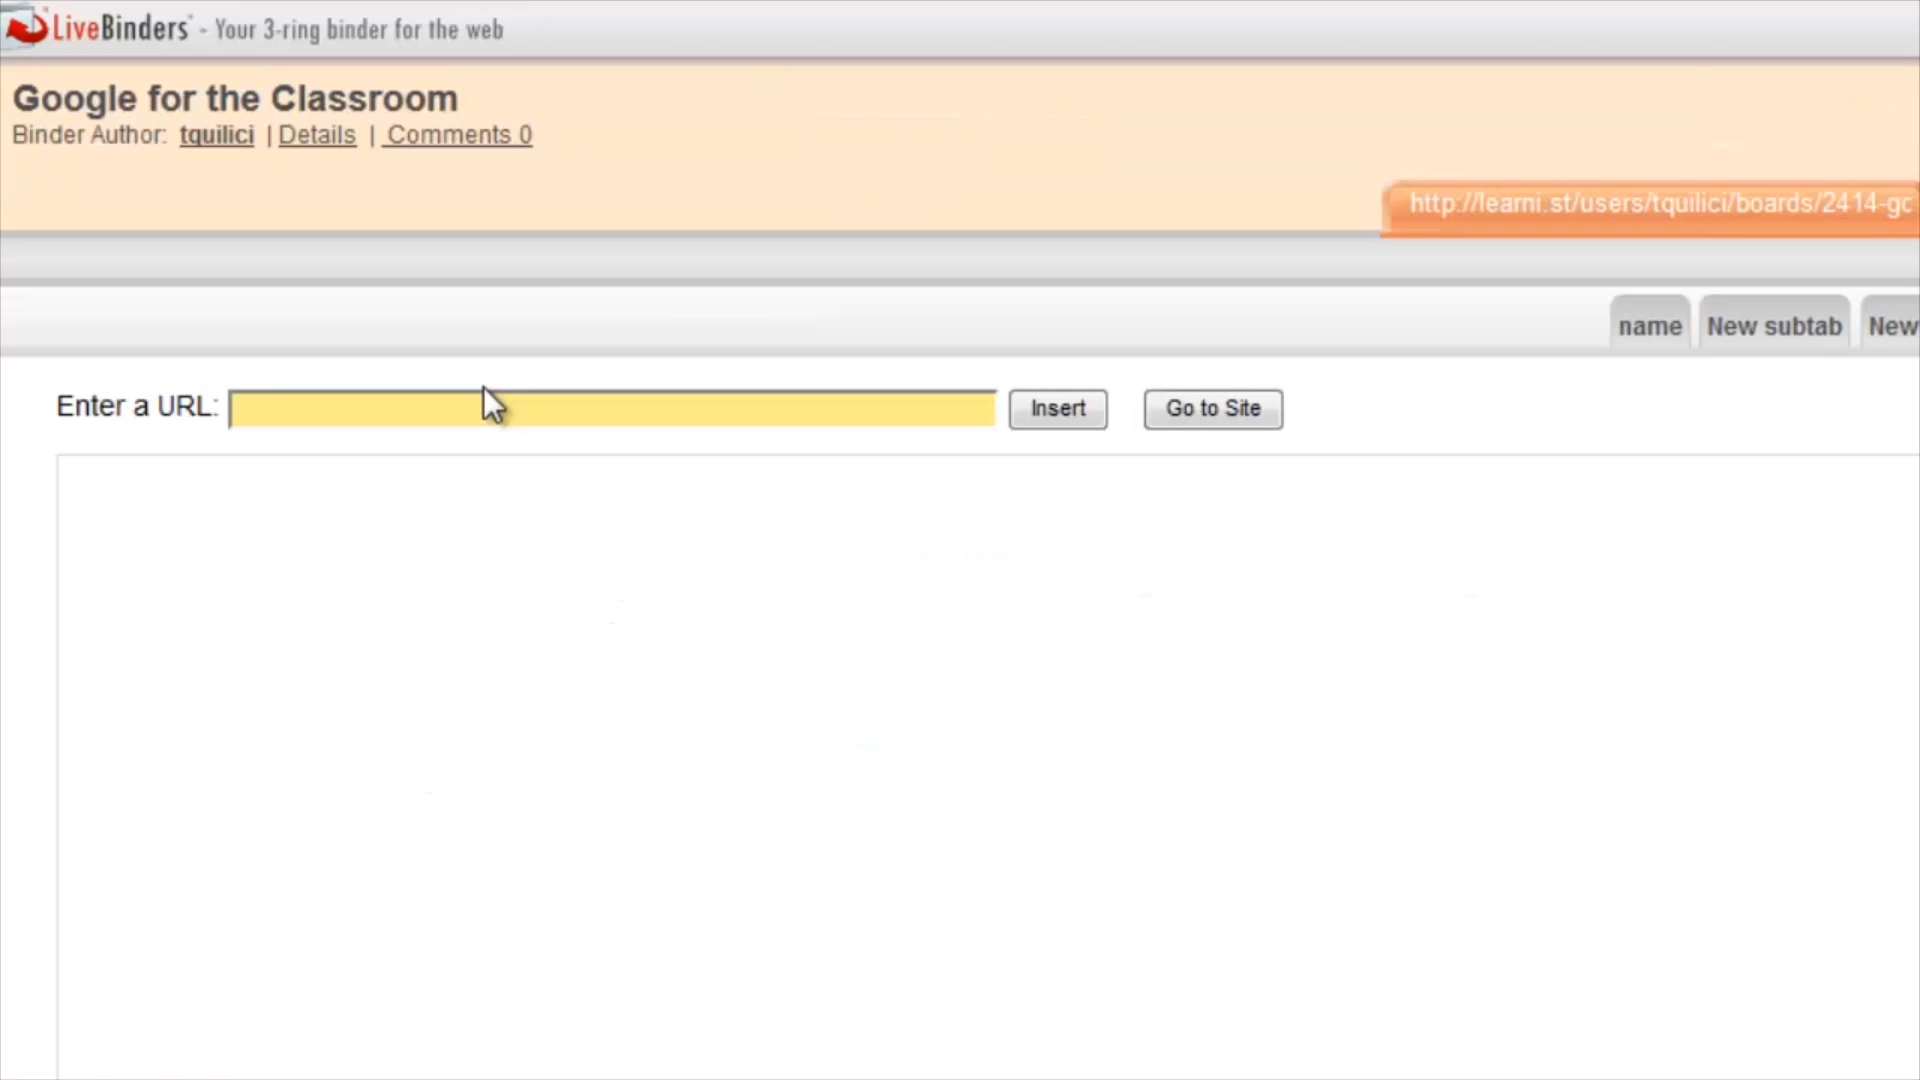 LiveBinders - Your 3-ring binder for the web
Google for the Classroom
Binder Author: tquilici | Details | Comments 0
http://learni.st/users/tquilici/boards/2414-gc
name New subtab New
Enter a URL: Insert Go to Site